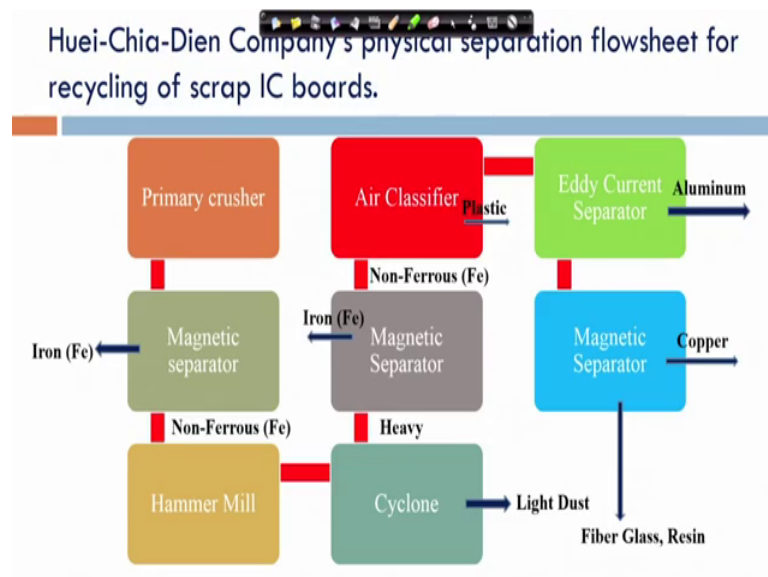 Huei-Chia-Dien Company's physical separation flowsheet for
recycling of scrap IC boards.
Primary crusher
Air Classifier
Plastic
Eddy Current
Separator
Aluminum
Non-Ferrous (Fe)
Iron (Fe)
Magnetic
separator
Iron (Fe)
Magnetic
Separator
Magnetic
Separator
Copper
Non-Ferrous (Fe)
Heavy
Hammer Mill
Cyclone
Light Dust
Fiber Glass, Resin